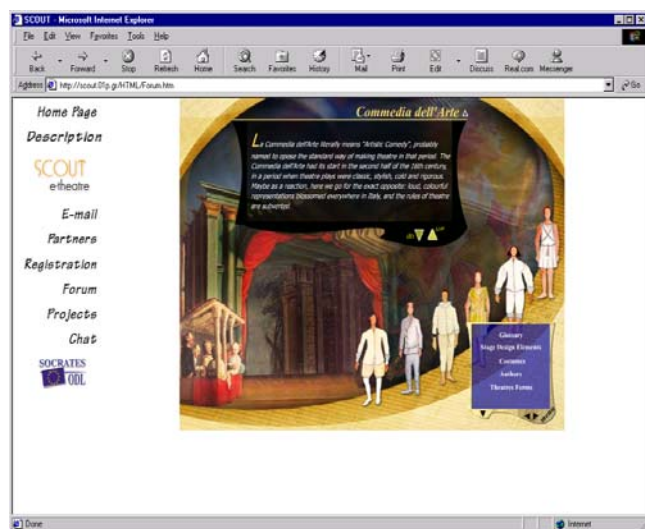 SCOUT - Microsoft Internet Explorer
File Edit View Favorites Tools Help
Back Forward Stop Refresh Home Search Favorites History Mail Print Edit Discuss Real.com Messenger
Address http://scout.01p.gr/HTML/Forum.htm Go
Home Page
Description
SCOUT
e-theatre
E-mail
Partners
Registration
Forum
Projects
Chat
SOCRATES
ODL
Commedia dell'Arte
La Commedia dell'Arte literally means "Artistic Comedy", probably
named to oppose the standard way of making theatre in that period. The
Commedia dell'Arte had its start in the second half of the 16th century,
in a period when theatre plays were classic, stylish, cold and rigorous.
Maybe as a reaction, here we go for the exact opposite: loud, colourful
representations blossomed everywhere in Italy, and the rules of theatre
are subverted.
Glossary
Stage Design Elements
Costumes
Authors
Theatres Forms
Done Internet